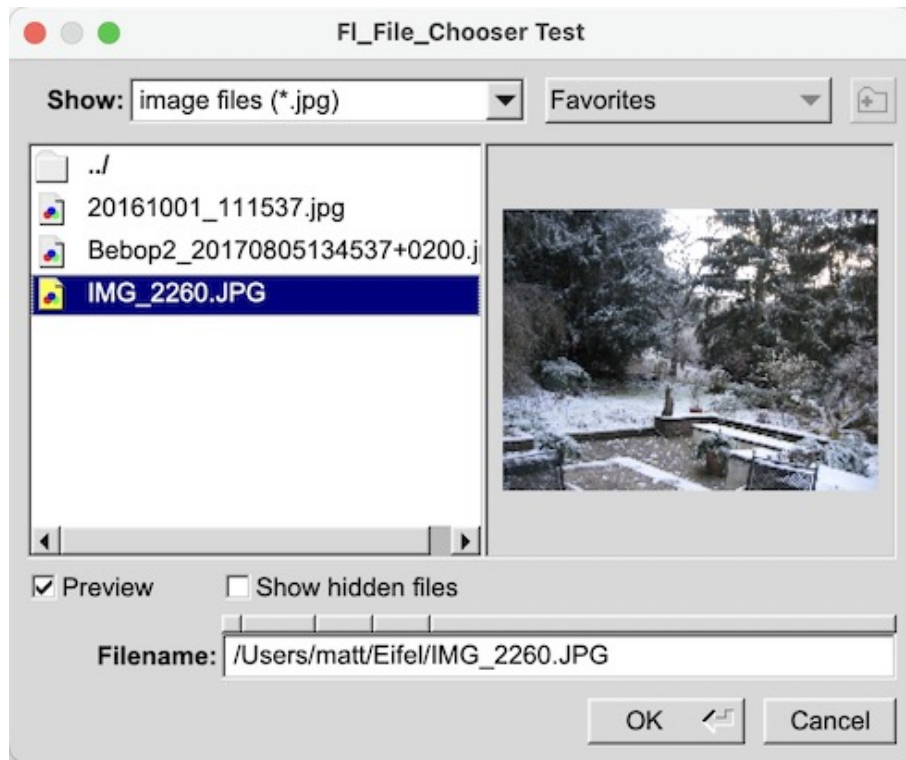 Fl_File_Chooser Test
Show: image files (*.jpg) Favorites
../
20161001_111537.jpg
Bebop2_20170805134537+0200.j
IMG_2260.JPG
Preview Show hidden files
Filename: /Users/matt/Eifel/IMG_2260.JPG
OK Cancel